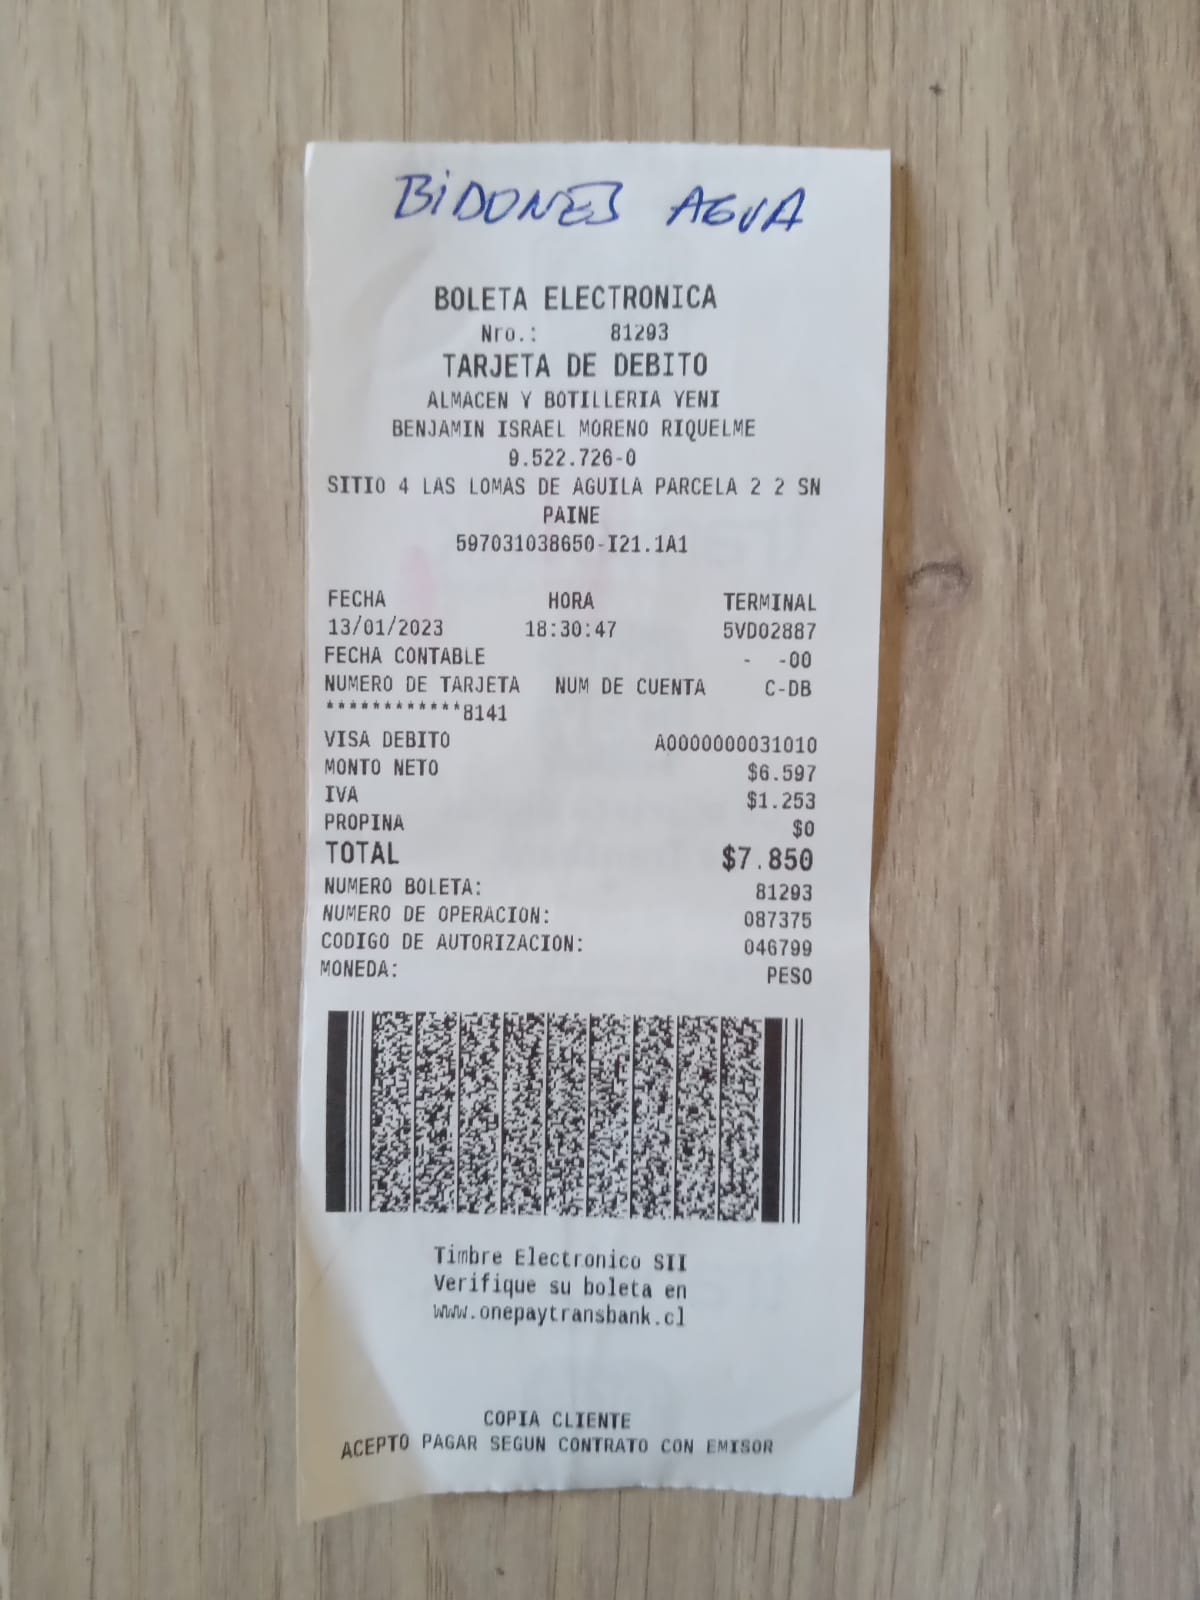 BIDONES AGUA
BOLETA ELECTRONICA
Nro.: 81293
TARJETA DE DEBITO
ALMACEN Y BOTILLERIA YENI
BENJAMIN ISRAEL MORENO RIQUELME
9.522.726-0
SITIO 4 LAS LOMAS DE AGUILA PARCELA 2 2 SN
PAINE
597031038650-I21.1A1
FECHA HORA TERMINAL
13/01/2023 18:30:47 5VD02887
FECHA CONTABLE - -00
NUMERO DE TARJETA NUM DE CUENTA C-DB
************8141
VISA DEBITO A0000000031010
MONTO NETO $6.597
IVA $1.253
PROPINA $0
TOTAL $7.850
NUMERO BOLETA: 81293
NUMERO DE OPERACION: 087375
CODIGO DE AUTORIZACION: 046799
MONEDA: PESO
Timbre Electronico SII
Verifique su boleta en
www.onepaytransbank.cl
COPIA CLIENTE
ACEPTO PAGAR SEGUN CONTRATO CON EMISOR